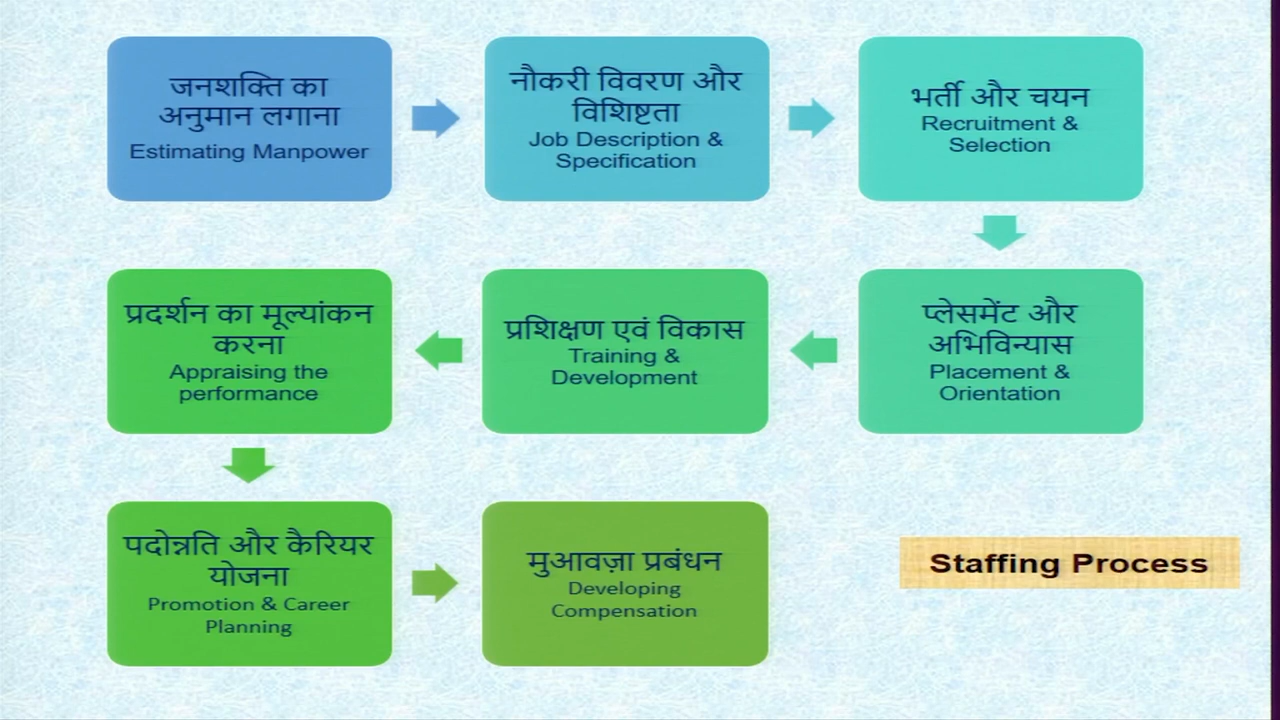 जनशक्ति का
अनुमान लगाना
Estimating Manpower
नौकरी विवरण और
विशिष्टता
Job Description &
Specification
भर्ती और चयन
Recruitment &
Selection
प्लेसमेंट और
अभिविन्यास
Placement &
Orientation
प्रशिक्षण एवं विकास
Training &
Development
प्रदर्शन का मूल्यांकन
करना
Appraising the
performance
पदोन्नति और कैरियर
योजना
Promotion & Career
Planning
मुआवज़ा प्रबंधन
Developing
Compensation
Staffing Process